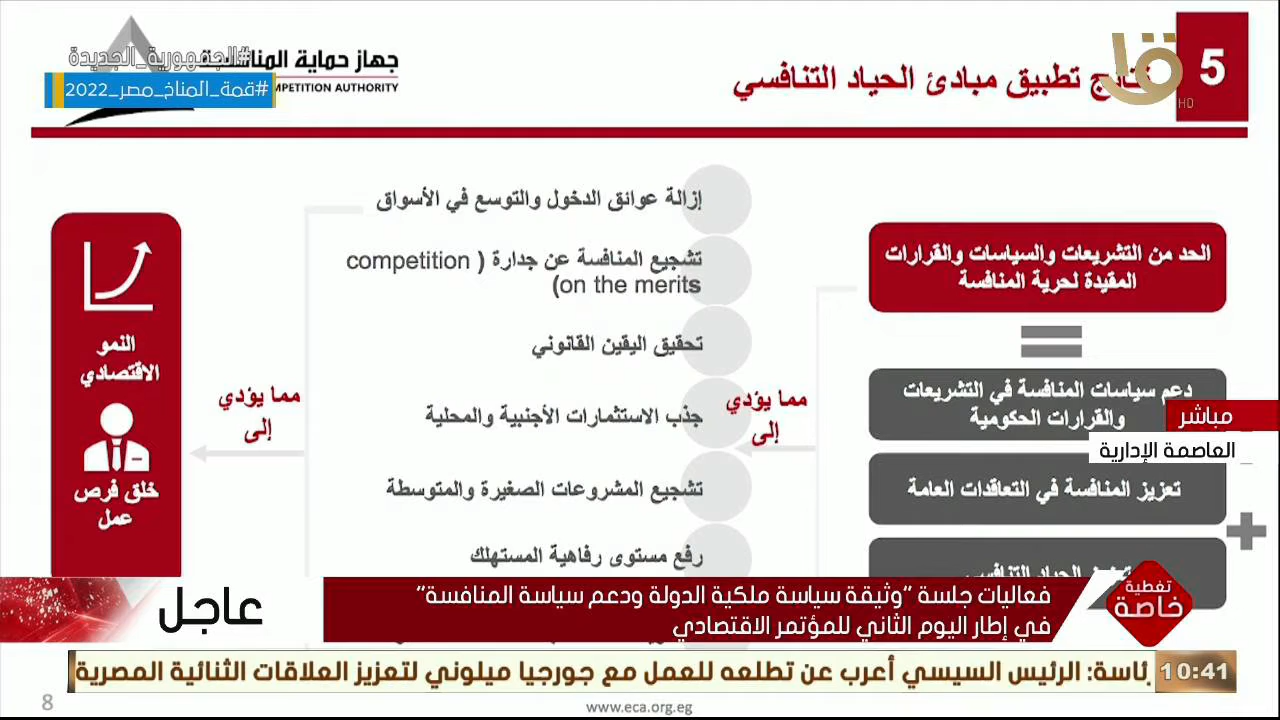 #الجمهورية_الجديدة
#قمة_المناخ_مصر_2022
جهاز حماية
COMPETITION AUTHORITY
5
تطبيق مبادئ الحياد التنافسي
HD
الحد من التشريعات والسياسات والقرارات
المقيدة لحرية المنافسة
دعم سياسات المنافسة في التشريعات
والقرارات الحكومية
تعزيز المنافسة في التعاقدات العامة
الحياد التنافسي
مما يؤدي
إلى
إزالة عوائق الدخول والتوسع في الأسواق
تشجيع المنافسة عن جدارة ( competition
on the merits)
تحقيق اليقين القانوني
جذب الاستثمارات الأجنبية والمحلية
تشجيع المشروعات الصغيرة والمتوسطة
رفع مستوى رفاهية المستهلك
مما يؤدي
إلى
النمو
الاقتصادي
خلق فرص
عمل
مباشر
العاصمة الإدارية
تغطية
خاصة
فعاليات جلسة "وثيقة سياسة ملكية الدولة ودعم سياسة المنافسة"
في إطار اليوم الثاني للمؤتمر الاقتصادي
عاجل
10:41
ئاسة: الرئيس السيسي أعرب عن تطلعه للعمل مع جورجيا ميلوني لتعزيز العلاقات الثنائية المصرية
8
www.eca.org.eg